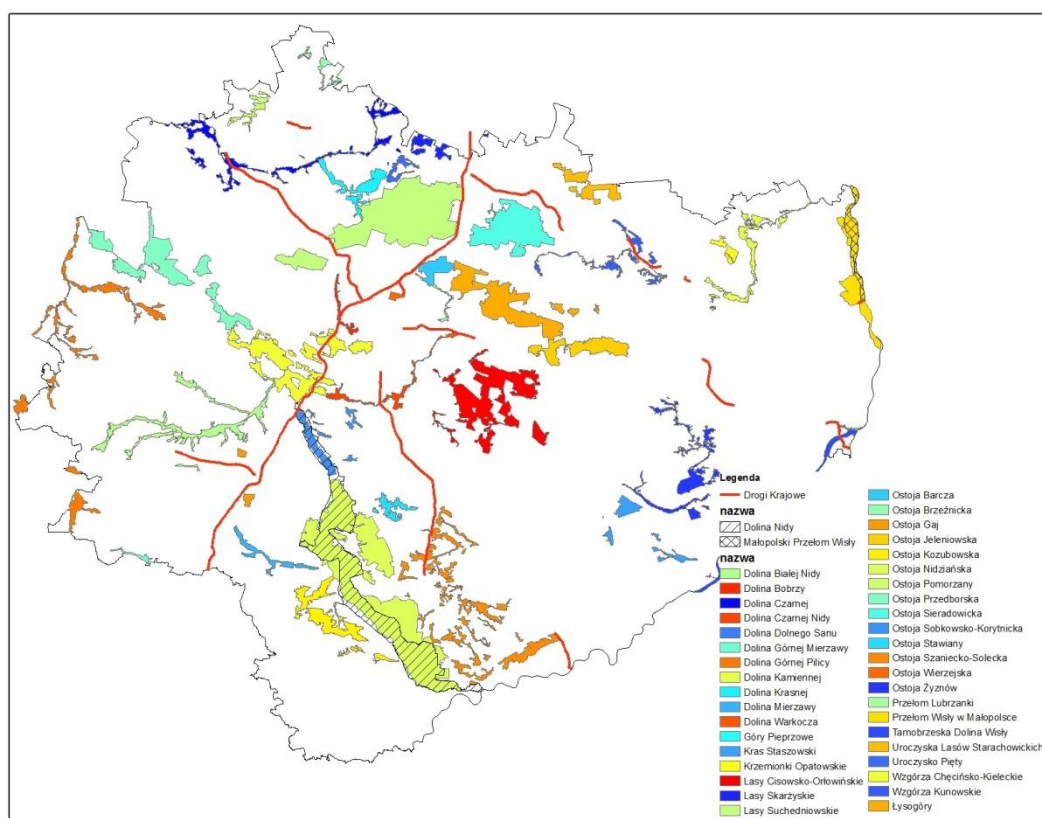 Legenda
Drogi Krajowe
nazwa
Dolina Nidy
Małopolski Przełom Wisły
nazwa
Dolina Białej Nidy
Dolina Bobrzy
Dolina Czarnej
Dolina Czarnej Nidy
Dolina Dolnego Sanu
Dolina Górnej Mierzawy
Dolina Górnej Pilicy
Dolina Kamiennej
Dolina Krasnej
Dolina Mierzawy
Dolina Warkocza
Góry Pieprzowe
Kras Staszowski
Krzemionki Opatowskie
Lasy Cisowsko-Orłowińskie
Lasy Skarżyskie
Lasy Suchedniowskie
Ostoja Barcza
Ostoja Brzeźnicka
Ostoja Gaj
Ostoja Jeleniowska
Ostoja Kozubowska
Ostoja Nidziańska
Ostoja Pomorzany
Ostoja Przedborska
Ostoja Sieradowicka
Ostoja Sobkowsko-Korytnicka
Ostoja Stawiany
Ostoja Szaniecko-Solecka
Ostoja Wierzejska
Ostoja Żyznów
Przełom Lubrzanki
Przełom Wisły w Małopolsce
Tarnobrzeska Dolina Wisły
Uroczyska Lasów Starachowickich
Uroczysko Pięty
Wzgórza Chęcińsko-Kieleckie
Wzgórza Kunowskie
Łysogóry